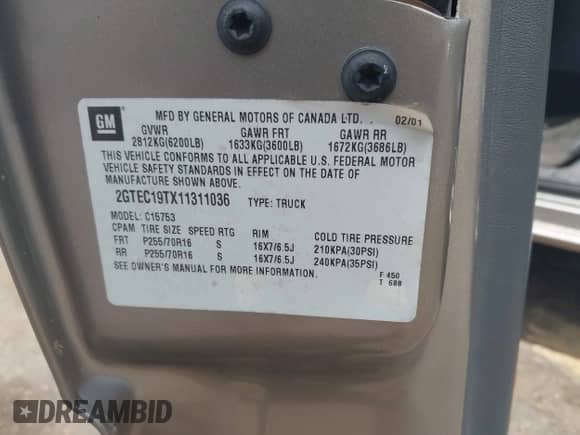 GM
MFD BY GENERAL MOTORS OF CANADA LTD. 02/01
GVWR GAWR FRT GAWR RR
2812KG(6200LB) 1633KG(3600LB) 1672KG(3686LB)
THIS VEHICLE CONFORMS TO ALL APPLICABLE U.S. FEDERAL MOTOR
VEHICLE SAFETY STANDARDS IN EFFECT ON THE DATE OF
MANUFACTURE SHOWN ABOVE.
2GTEC19TX11311036 TYPE: TRUCK
MODEL: C15753
CPAM TIRE SIZE SPEED RTG RIM COLD TIRE PRESSURE
FRT P255/70R16 S 16X7/6.5J 210KPA(30PSI)
RR P255/70R16 S 16X7/6.5J 240KPA(35PSI)
SEE OWNER'S MANUAL FOR MORE INFORMATION.
F 450
T 688
DREAMBID